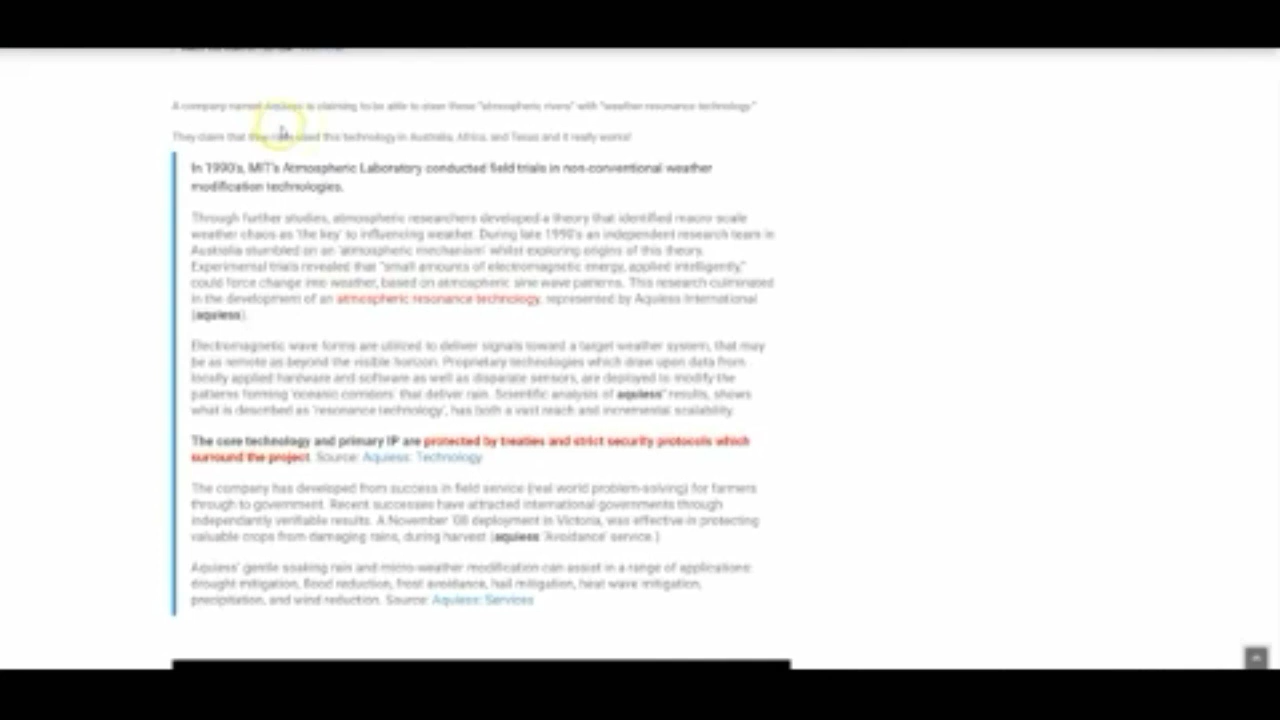 A company named Aquiess is claiming to be able to steer these "atmospheric rivers" with "weather resonance technology."
They claim that they have used this technology in Australia, Africa, and Texas and it really works!
In 1990's, MIT's Atmospheric Laboratory conducted field trials in non-conventional weather
modification technologies.
Through further studies, atmospheric researchers developed a theory that identified macro-scale
weather chaos as 'the key' to influencing weather. During late 1990's an independent research team in
Australia stumbled on an 'atmospheric mechanism' whilst exploring origins of this theory.
Experimental trials revealed that "small amounts of electromagnetic energy, applied intelligently,"
could force change into weather, based on atmospheric sine wave patterns. This research culminated
in the development of an atmospheric resonance technology, represented by Aquiess International
(aquiess).
Electromagnetic wave forms are utilized to deliver signals toward a target weather system, that may
be as remote as beyond the visible horizon. Proprietary technologies which draw upon data from
locally applied hardware and software as well as disparate sensors, are deployed to modify the
patterns forming 'oceanic corridors' that deliver rain. Scientific analysis of aquiess' results, shows
what is described as 'resonance technology', has both a vast reach and incremental scalability.
The core technology and primary IP are protected by treaties and strict security protocols which
surround the project. Source: Aquiess: Technology
The company has developed from success in field service (real world problem-solving) for farmers
through to government. Recent successes have attracted international governments through
independantly verifiable results. A November '08 deployment in Victoria, was effective in protecting
valuable crops from damaging rains, during harvest (aquiess 'Avoidance' service.)
Aquiess' gentle soaking rain and micro-weather modification can assist in a range of applications:
drought mitigation, flood reduction, frost avoidance, hail mitigation, heat wave mitigation,
precipitation, and wind reduction. Source: Aquiess: Services